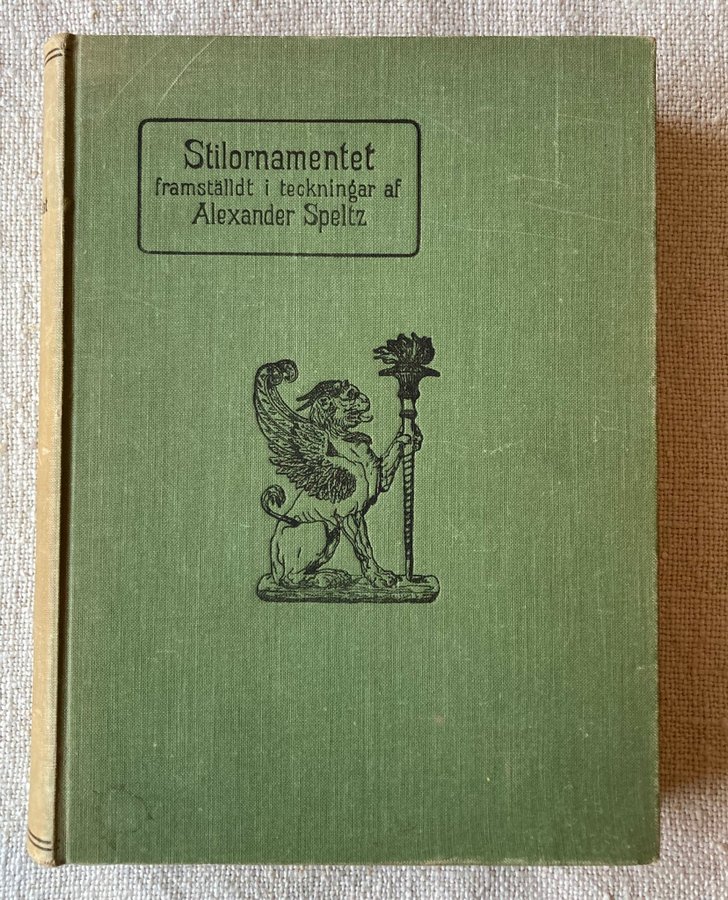 Stilornamentet
framställdt i teckningar af
Alexander Speltz